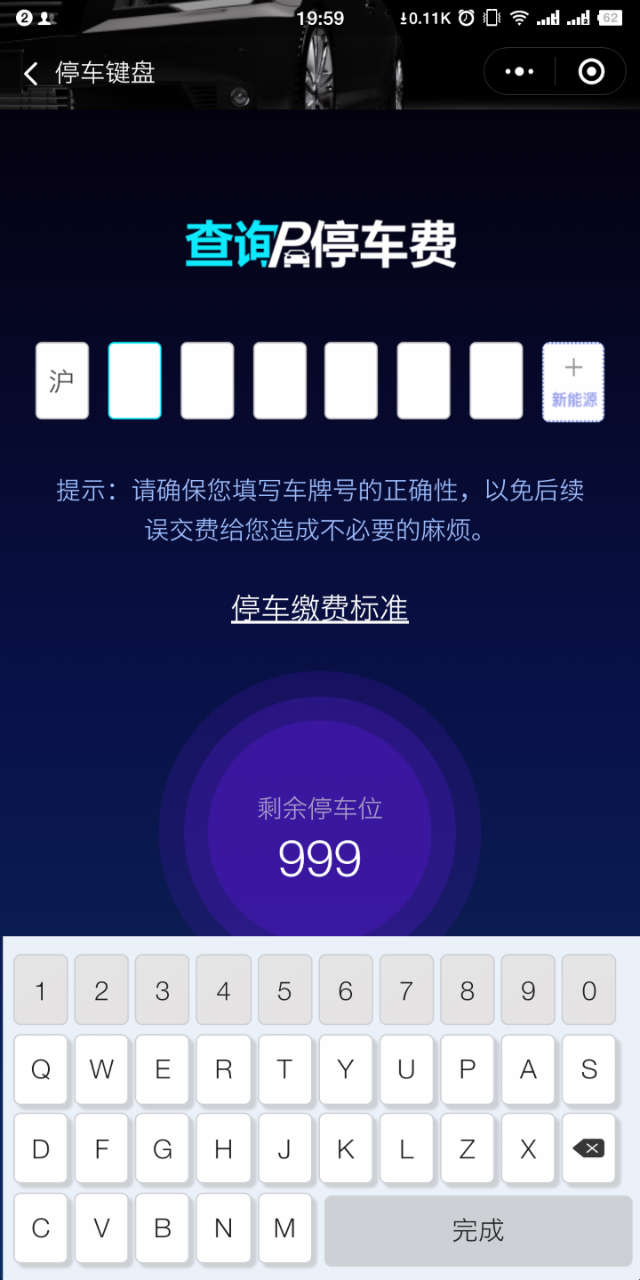 2 19:59 0.11K 62
停车键盘
查询P停车费
沪
新能源
提示：请确保您填写车牌号的正确性，以免后续
误交费给您造成不必要的麻烦。
停车缴费标准
剩余停车位
999
1 2 3 4 5 6 7 8 9 0
Q W E R T Y U P A S
D F G H J K L Z X
C V B N M 完成